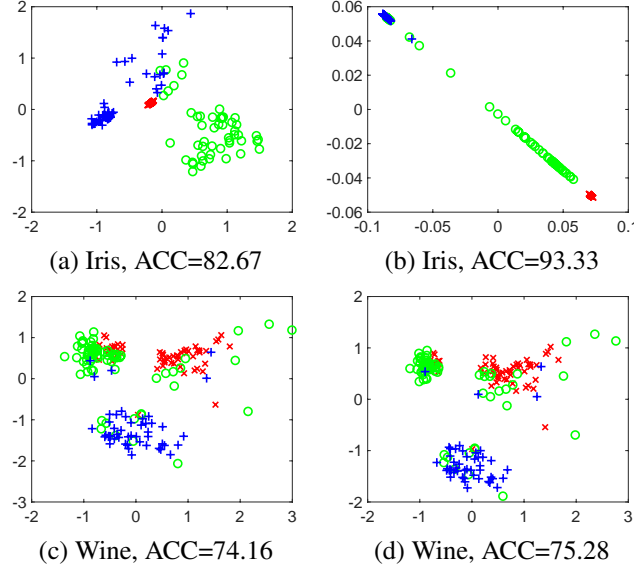 2
1
0
-1
-2
-2 -1 0 1 2
(a) Iris, ACC=82.67
0.06
0.04
0.02
0
-0.02
-0.04
-0.06
-0.1 -0.05 0 0.05 0.1
(b) Iris, ACC=93.33
2
1
0
-1
-2
-3
-2 -1 0 1 2 3
(c) Wine, ACC=74.16
2
1
0
-1
-2
-2 -1 0 1 2 3
(d) Wine, ACC=75.28